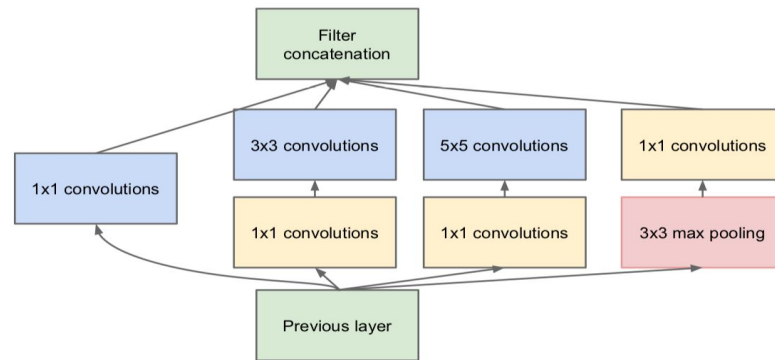 Filter
concatenation
3x3 convolutions
5x5 convolutions
1x1 convolutions
1x1 convolutions
1x1 convolutions
1x1 convolutions
3x3 max pooling
Previous layer